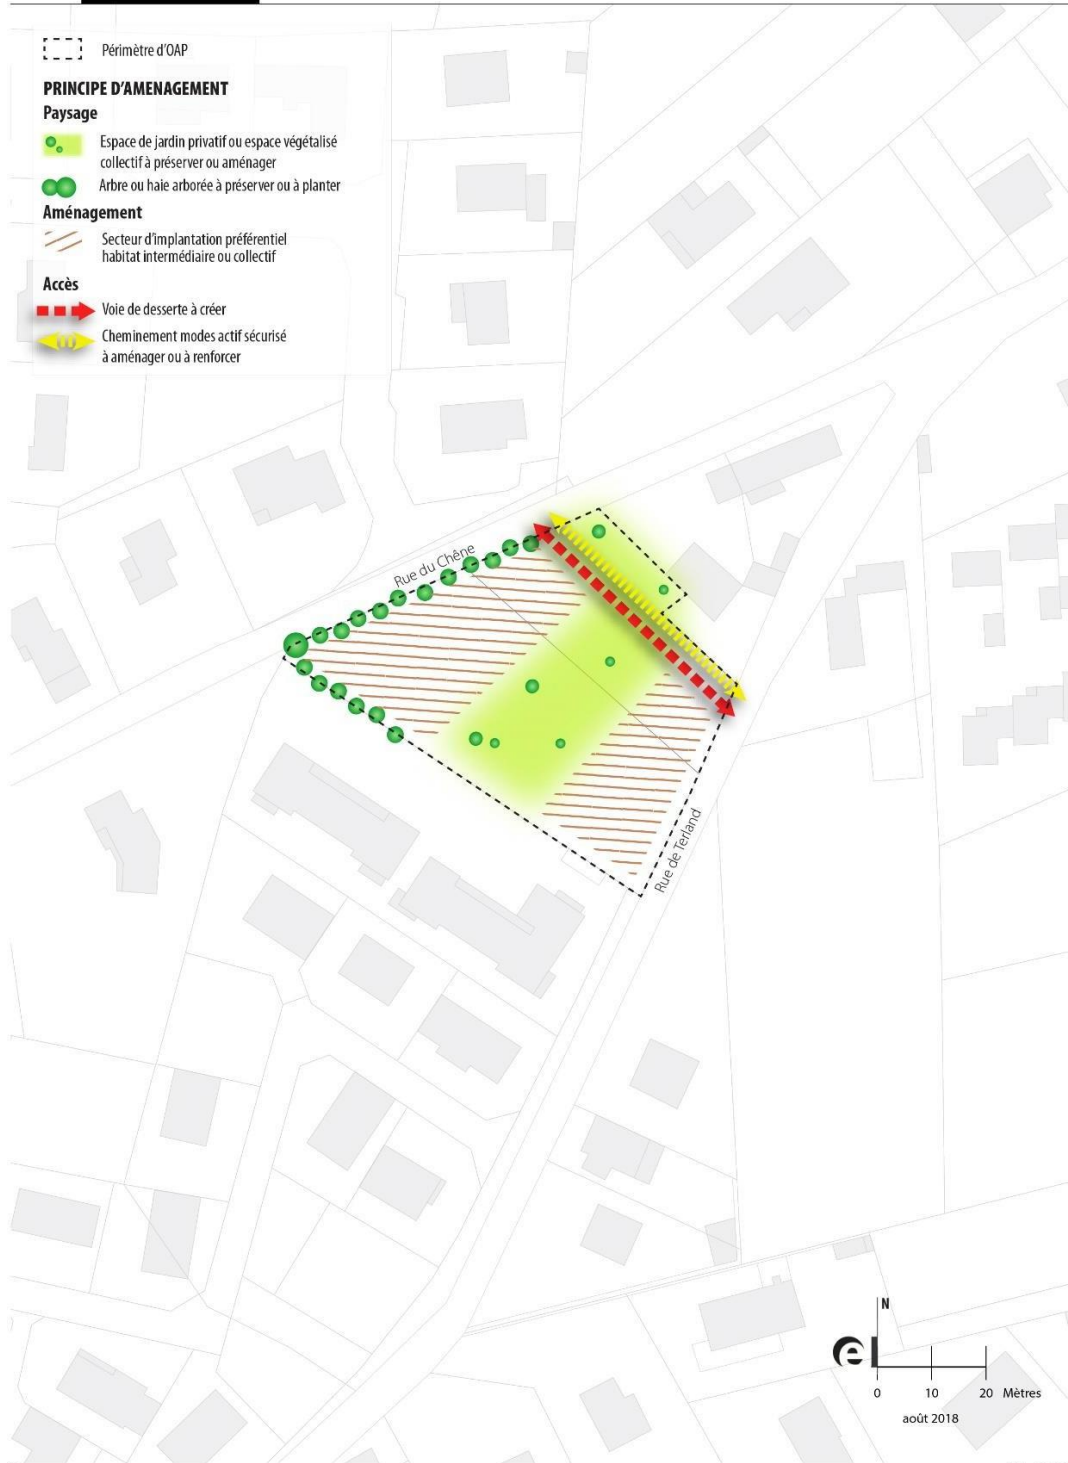 Périmètre d'OAP
PRINCIPE D'AMENAGEMENT
Paysage
Espace de jardin privatif ou espace végétalisé
collectif à préserver ou aménager
Arbre ou haie arborée à préserver ou à planter
Aménagement
Secteur d'implantation préférentiel
habitat intermédiaire ou collectif
Accès
Voie de desserte à créer
Cheminement modes actif sécurisé
à aménager ou à renforcer
Rue du Chêne
Rue de Terland
N
e
0 10 20 Mètres
août 2018